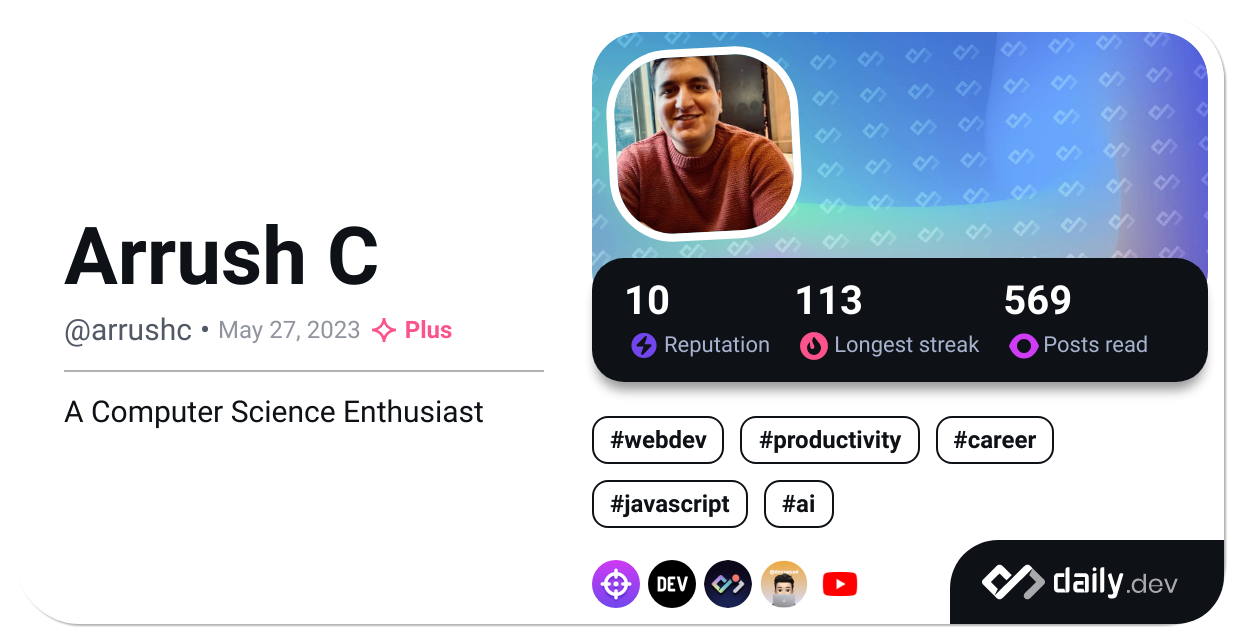 Arrush C
@arrushc • May 27, 2023 Plus
A Computer Science Enthusiast
10 113 569
Reputation Longest streak Posts read
#webdev #productivity #career
#javascript #ai
DEV
daily.dev